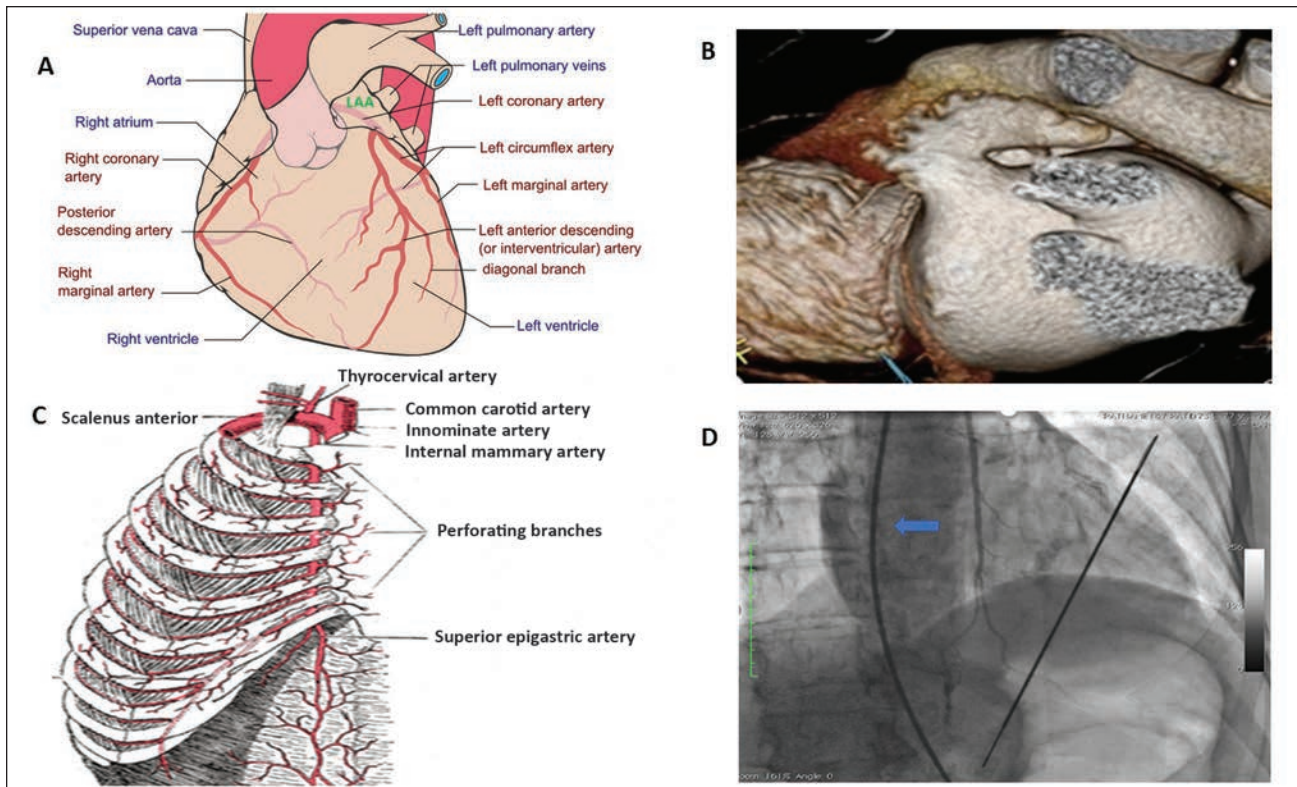 A
Superior vena cava
Aorta
Right atrium
Right coronary
artery
Posterior
descending artery
Right
marginal artery
Right ventricle
LAA
Left pulmonary artery
Left pulmonary veins
Left coronary artery
Left circumflex artery
Left marginal artery
Left anterior descending
(or interventricular) artery
diagonal branch
Left ventricle
B
C
Thyrocervical artery
Scalenus anterior
Common carotid artery
Innominate artery
Internal mammary artery
Perforating branches
Superior epigastric artery
D
Angle 0